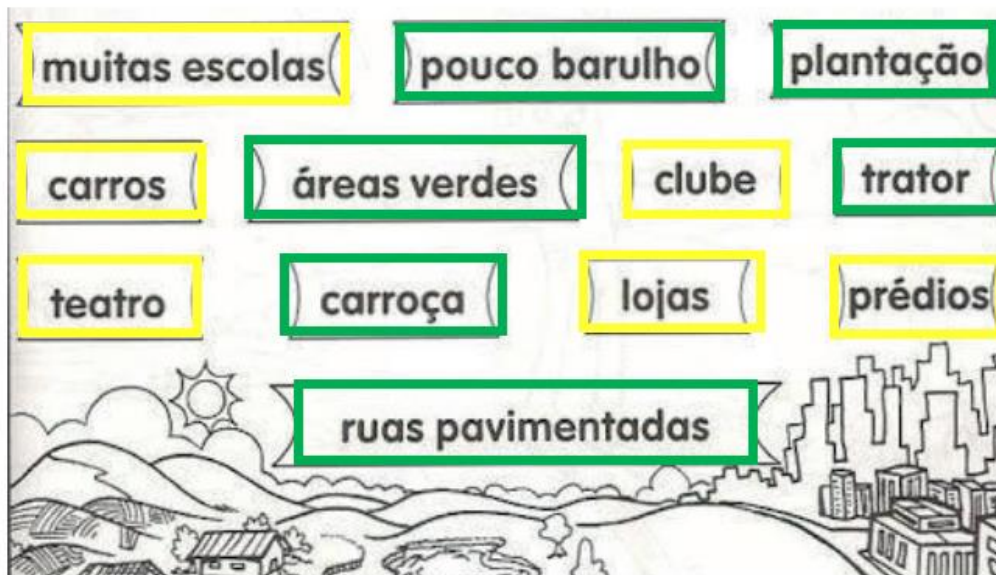 muitas escolas pouco barulho plantação
carros áreas verdes clube trator
teatro carroça lojas prédios
ruas pavimentadas